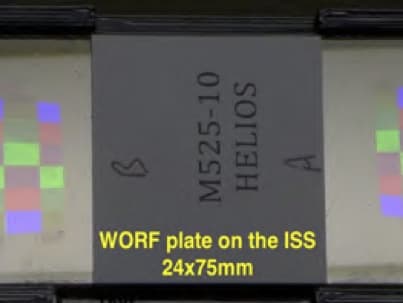 B
M525-10
HELIOS
A
WORF plate on the ISS
24x75mm